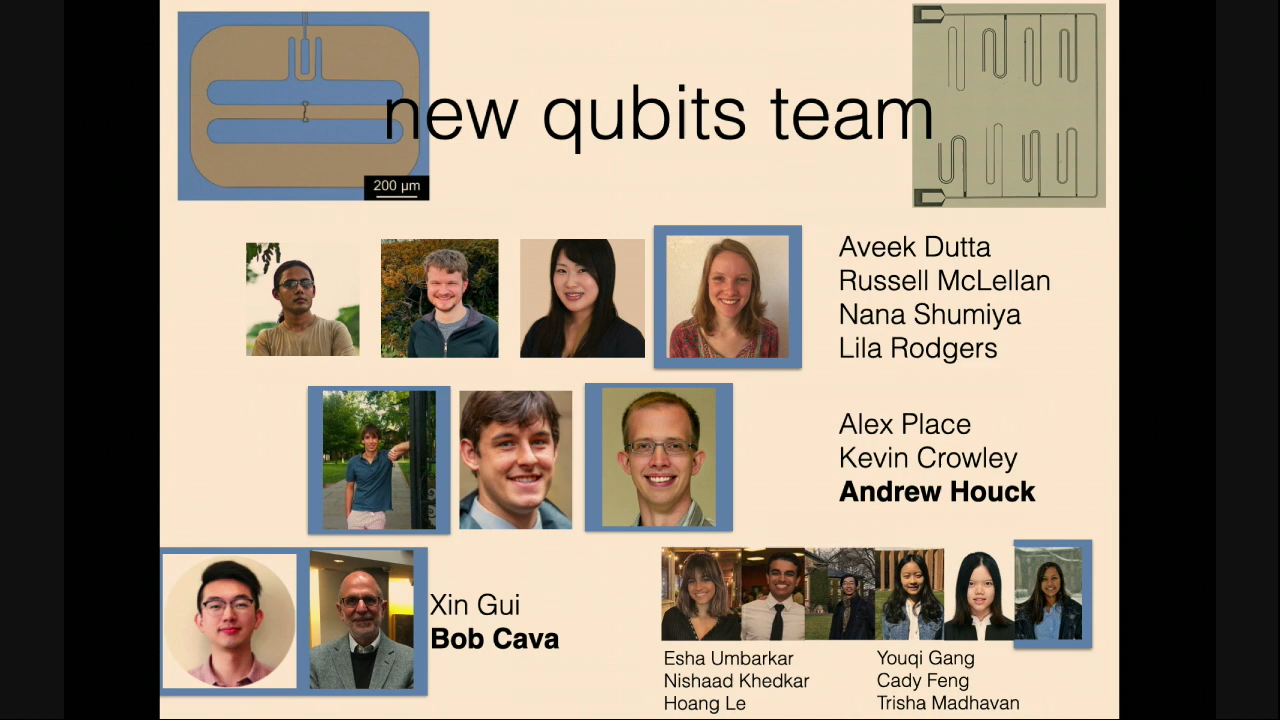 new qubits team
200 µm
Aveek Dutta
Russell McLellan
Nana Shumiya
Lila Rodgers
Alex Place
Kevin Crowley
Andrew Houck
Xin Gui
Bob Cava
Esha Umbarkar
Nishaad Khedkar
Hoang Le
Youqi Gang
Cady Feng
Trisha Madhavan